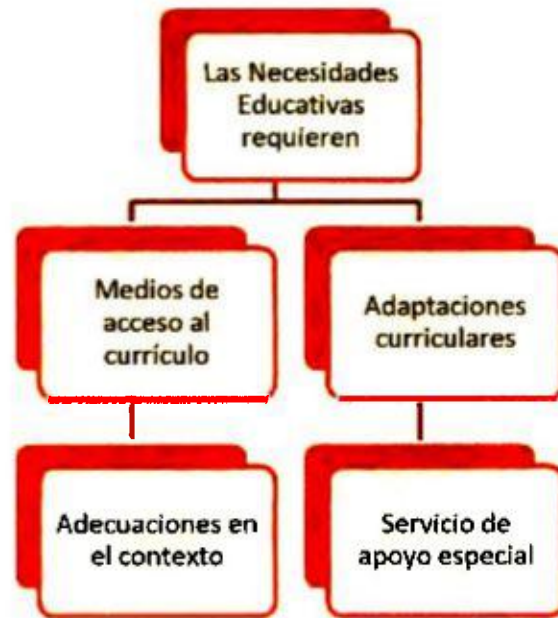 Las Necesidades
Educativas
requieren
Medios de
acceso al
currículo
Adaptaciones
curriculares
Adecuaciones en
el contexto
Servicio de
apoyo especial